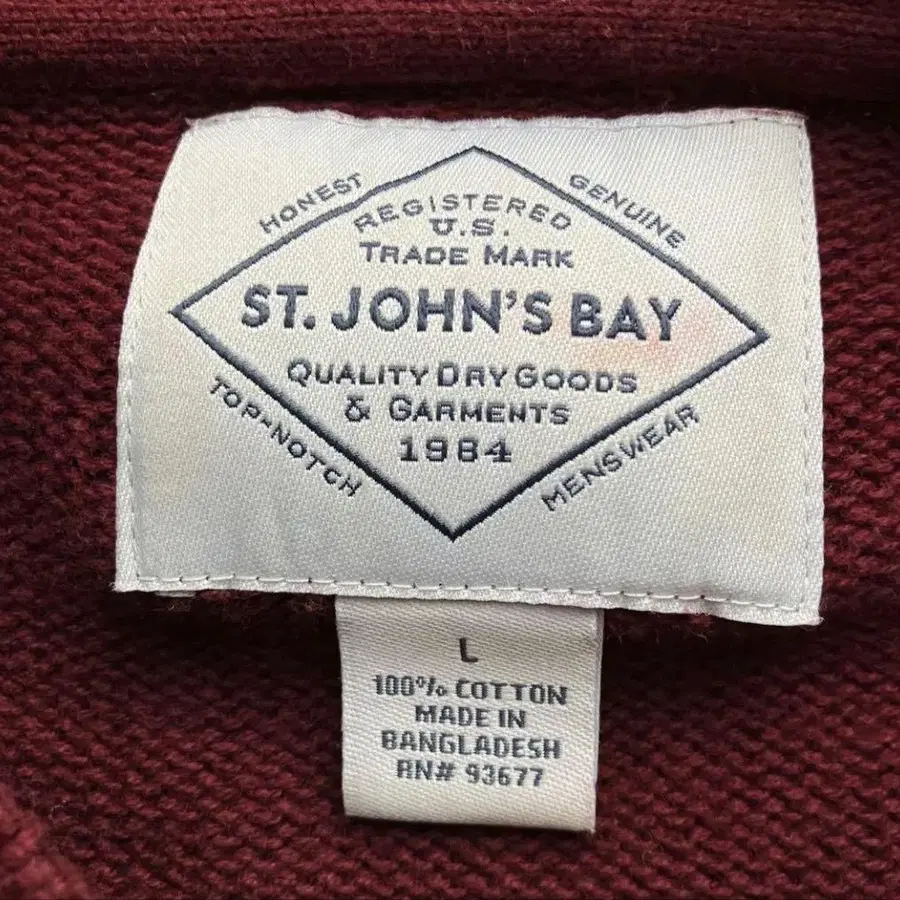 HONEST
GENUINE
REGISTERED
U.S.
TRADE MARK
ST. JOHN'S BAY
QUALITY DRY GOODS
& GARMENTS
1984
TOP-NOTCH
MENSWEAR
L
100% COTTON
MADE IN
BANGLADESH
RN# 93677